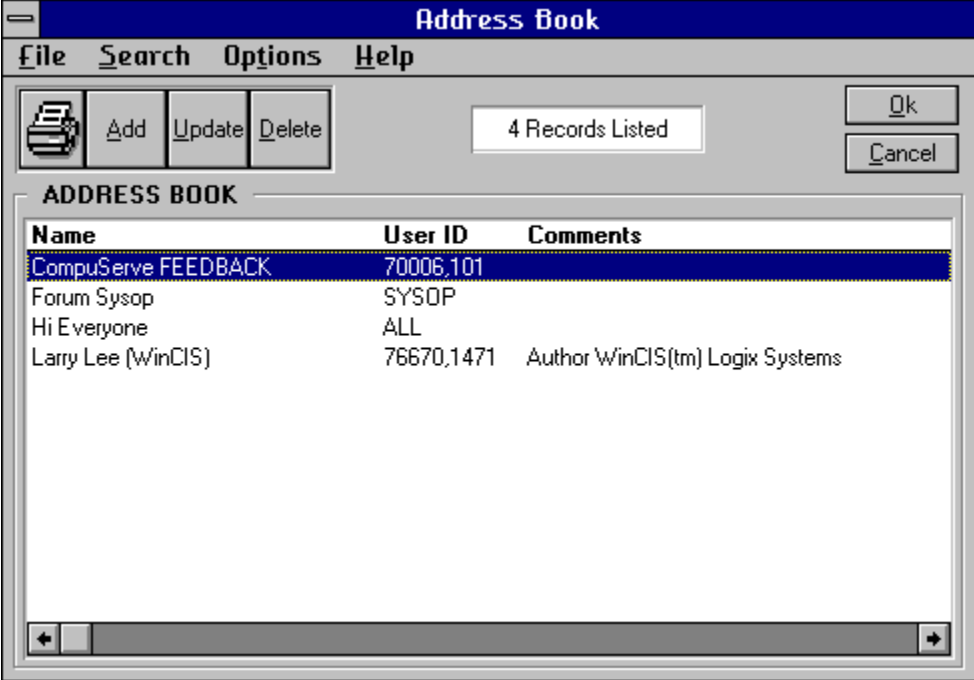 Address Book
File Search Options Help
Add Update Delete
4 Records Listed
Ok
Cancel
ADDRESS BOOK
Name User ID Comments
CompuServe FEEDBACK 70006,101
Forum Sysop SYSOP
Hi Everyone ALL
Larry Lee (WinCIS) 76670,1471 Author WinCIS(tm) Logix Systems